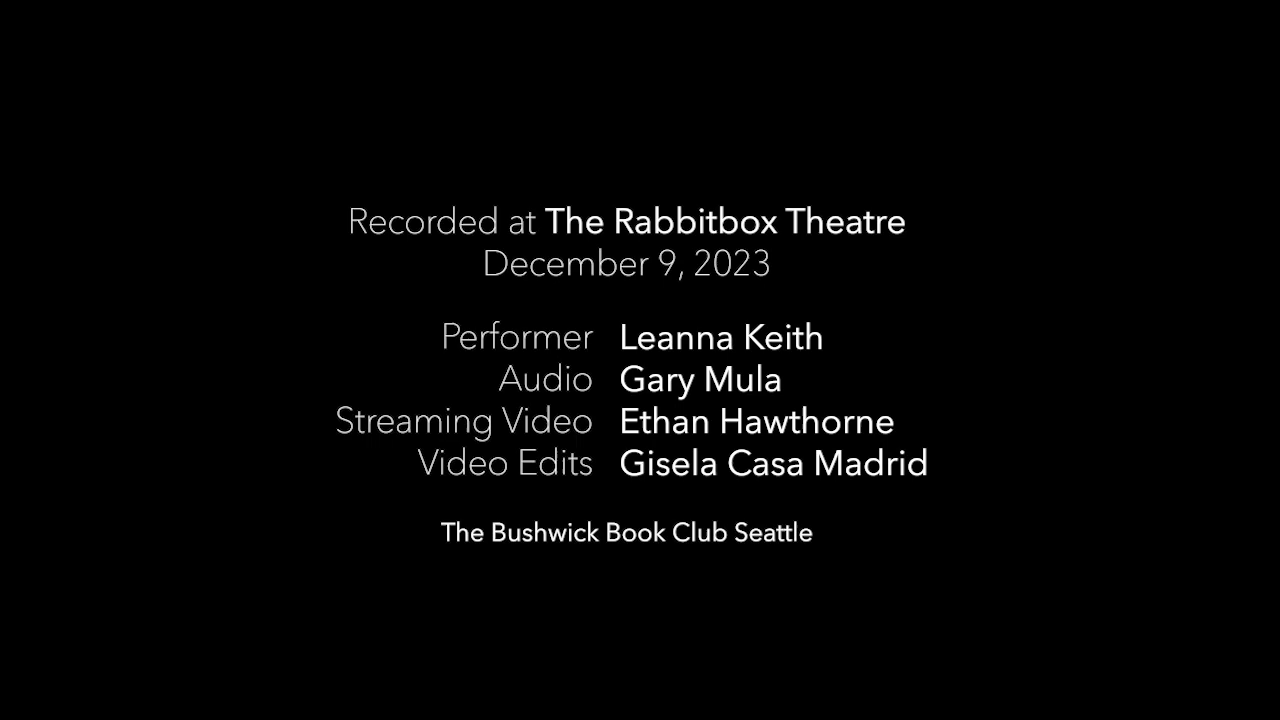 Recorded at The Rabbitbox Theatre
December 9, 2023
Performer Leanna Keith
Audio Gary Mula
Streaming Video Ethan Hawthorne
Video Edits Gisela Casa Madrid
The Bushwick Book Club Seattle